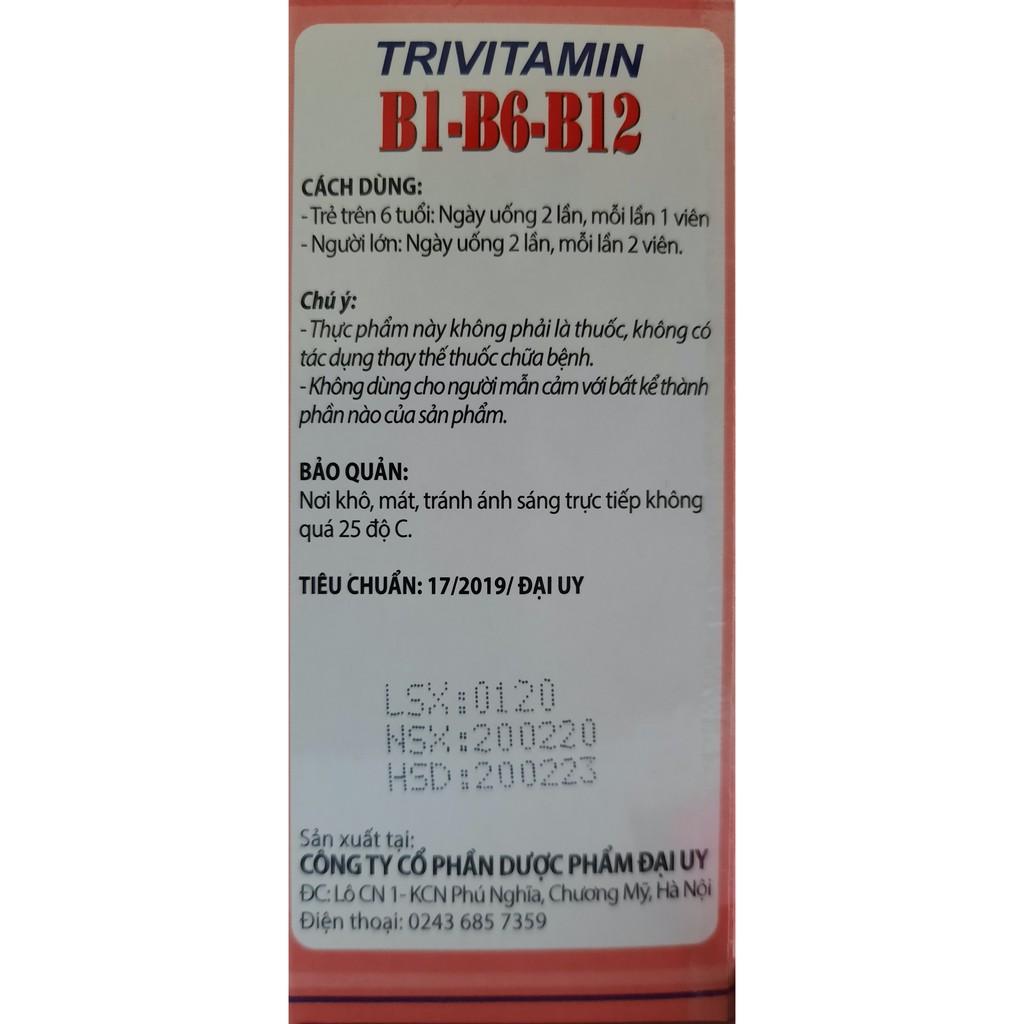 TRIVITAMIN
B1-B6-B12
CÁCH DÙNG:
- Trẻ trên 6 tuổi: Ngày uống 2 lần, mỗi lần 1 viên
- Người lớn: Ngày uống 2 lần, mỗi lần 2 viên.
Chú ý:
- Thực phẩm này không phải là thuốc, không có
tác dụng thay thế thuốc chữa bệnh.
- Không dùng cho người mẫn cảm với bất kể thành
phần nào của sản phẩm.
BẢO QUẢN:
Nơi khô, mát, tránh ánh sáng trực tiếp không
quá 25 độ C.
TIÊU CHUẨN: 17/2019/ ĐẠI UY
LSX:0120
NSX:200220
HSD:200223
Sản xuất tại:
CÔNG TY CỔ PHẦN DƯỢC PHẨM ĐẠI UY
ĐC: Lô CN 1- KCN Phú Nghĩa, Chương Mỹ, Hà Nội
Điện thoại: 0243 685 7359